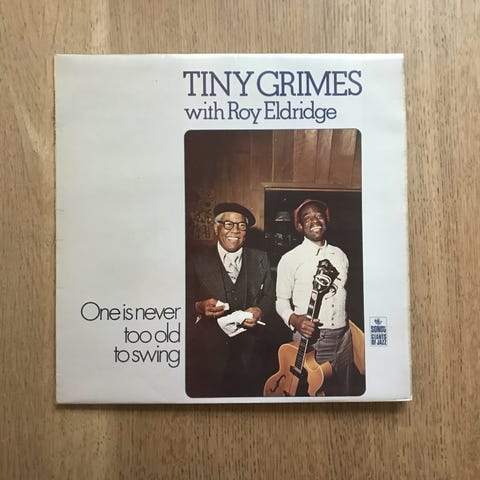 TINY GRIMES
with Roy Eldridge
One is never
too old
to swing
SONET
GIANTS
OF JAZZ